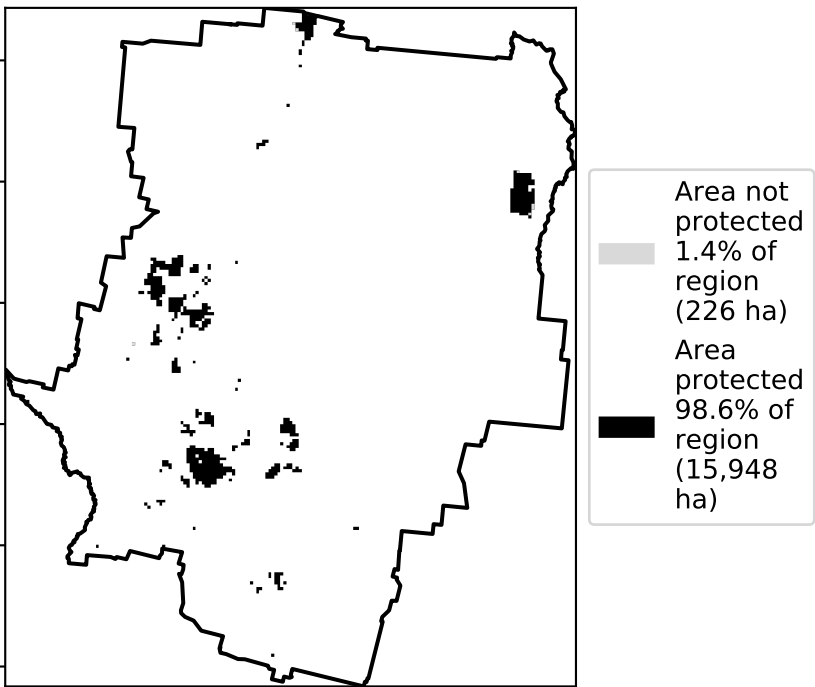 Area not
protected
1.4% of
region
(226 ha)
Area
protected
98.6% of
region
(15,948
ha)